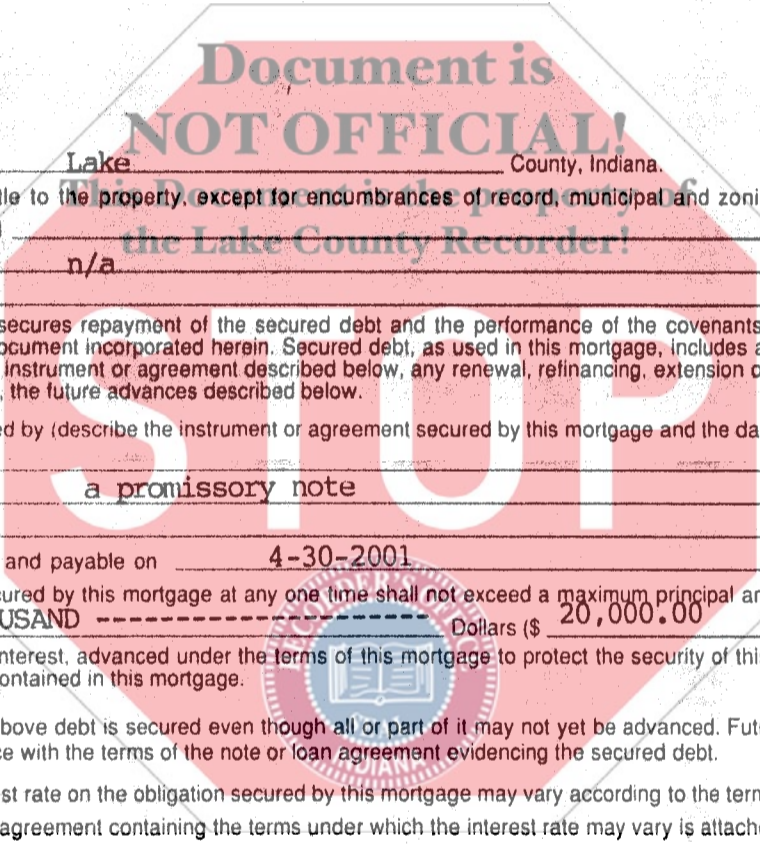 Document is
NOT OFFICIAL!
Lake County, Indiana.
This Document is the property of
tle to the property, except for encumbrances of record, municipal and zoni
the Lake County Recorder!
n/a
secures repayment of the secured debt and the performance of the covenants
ocument incorporated herein. Secured debt, as used in this mortgage, includes a
instrument or agreement described below, any renewal, refinancing, extension o
, the future advances described below.
STOP
ed by (describe the instrument or agreement secured by this mortgage and the da
a promissory note
and payable on 4-30-2001
cured by this mortgage at any one time shall not exceed a maximum principal a
USAND ------------------------ Dollars ($ 20,000.00
nterest, advanced under the terms of this mortgage to protect the security of thi
ontained in this mortgage.
RECORDER'S
bove debt is secured even though all or part of it may not yet be advanced. Fut
ce with the terms of the note or loan agreement evidencing the secured debt.
INDIANA
est rate on the obligation secured by this mortgage may vary according to the term
agreement containing the terms under which the interest rate may vary is attache